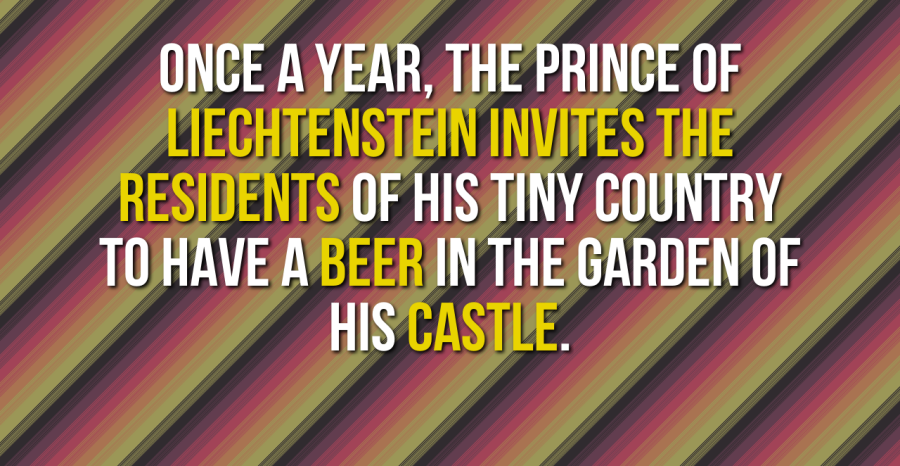 ONCE A YEAR, THE PRINCE OF
LIECHTENSTEIN INVITES THE
RESIDENTS OF HIS TINY COUNTRY
TO HAVE A BEER IN THE GARDEN OF
HIS CASTLE.